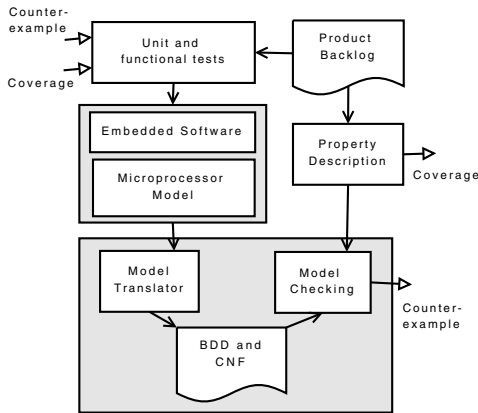 Counter-
example
Coverage
Unit and
functional tests
Product
Backlog
Embedded Software
Microprocessor
Model
Property
Description
Coverage
Model
Translator
Model
Checking
Counter-
example
BDD and
CNF